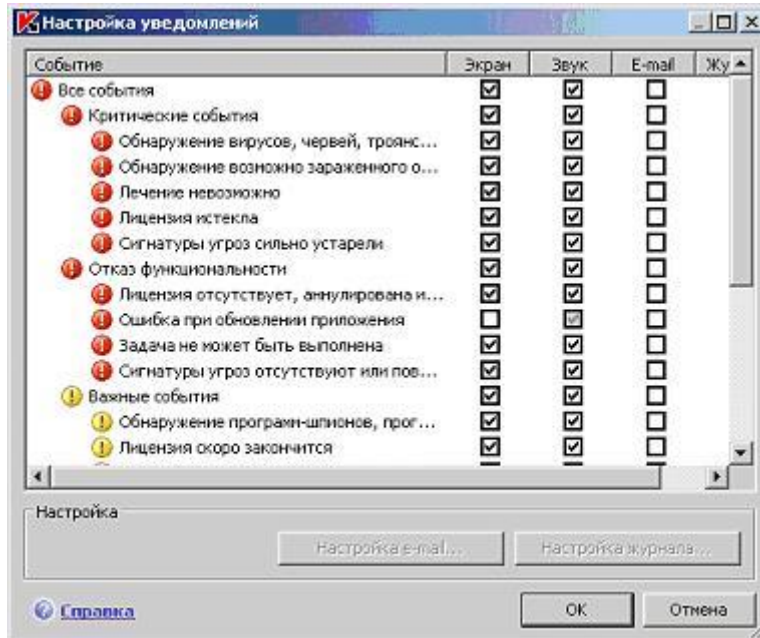 Настройка уведомлений
Событие Экран Звук E-mail Жу
Все события
Критические события
Обнаружение вирусов, червей, троянс...
Обнаружение возможно зараженного о...
Лечение невозможно
Лицензия истекла
Сигнатуры угроз сильно устарели
Отказ функциональности
Лицензия отсутствует, аннулирована и...
Ошибка при обновлении приложения
Задача не может быть выполнена
Сигнатуры угроз отсутствуют или пов...
Важные события
Обнаружение программ-шпионов, прог...
Лицензия скоро закончится
Настройка
Настройка e-mail... Настройка журнала...
Справка OK Отмена